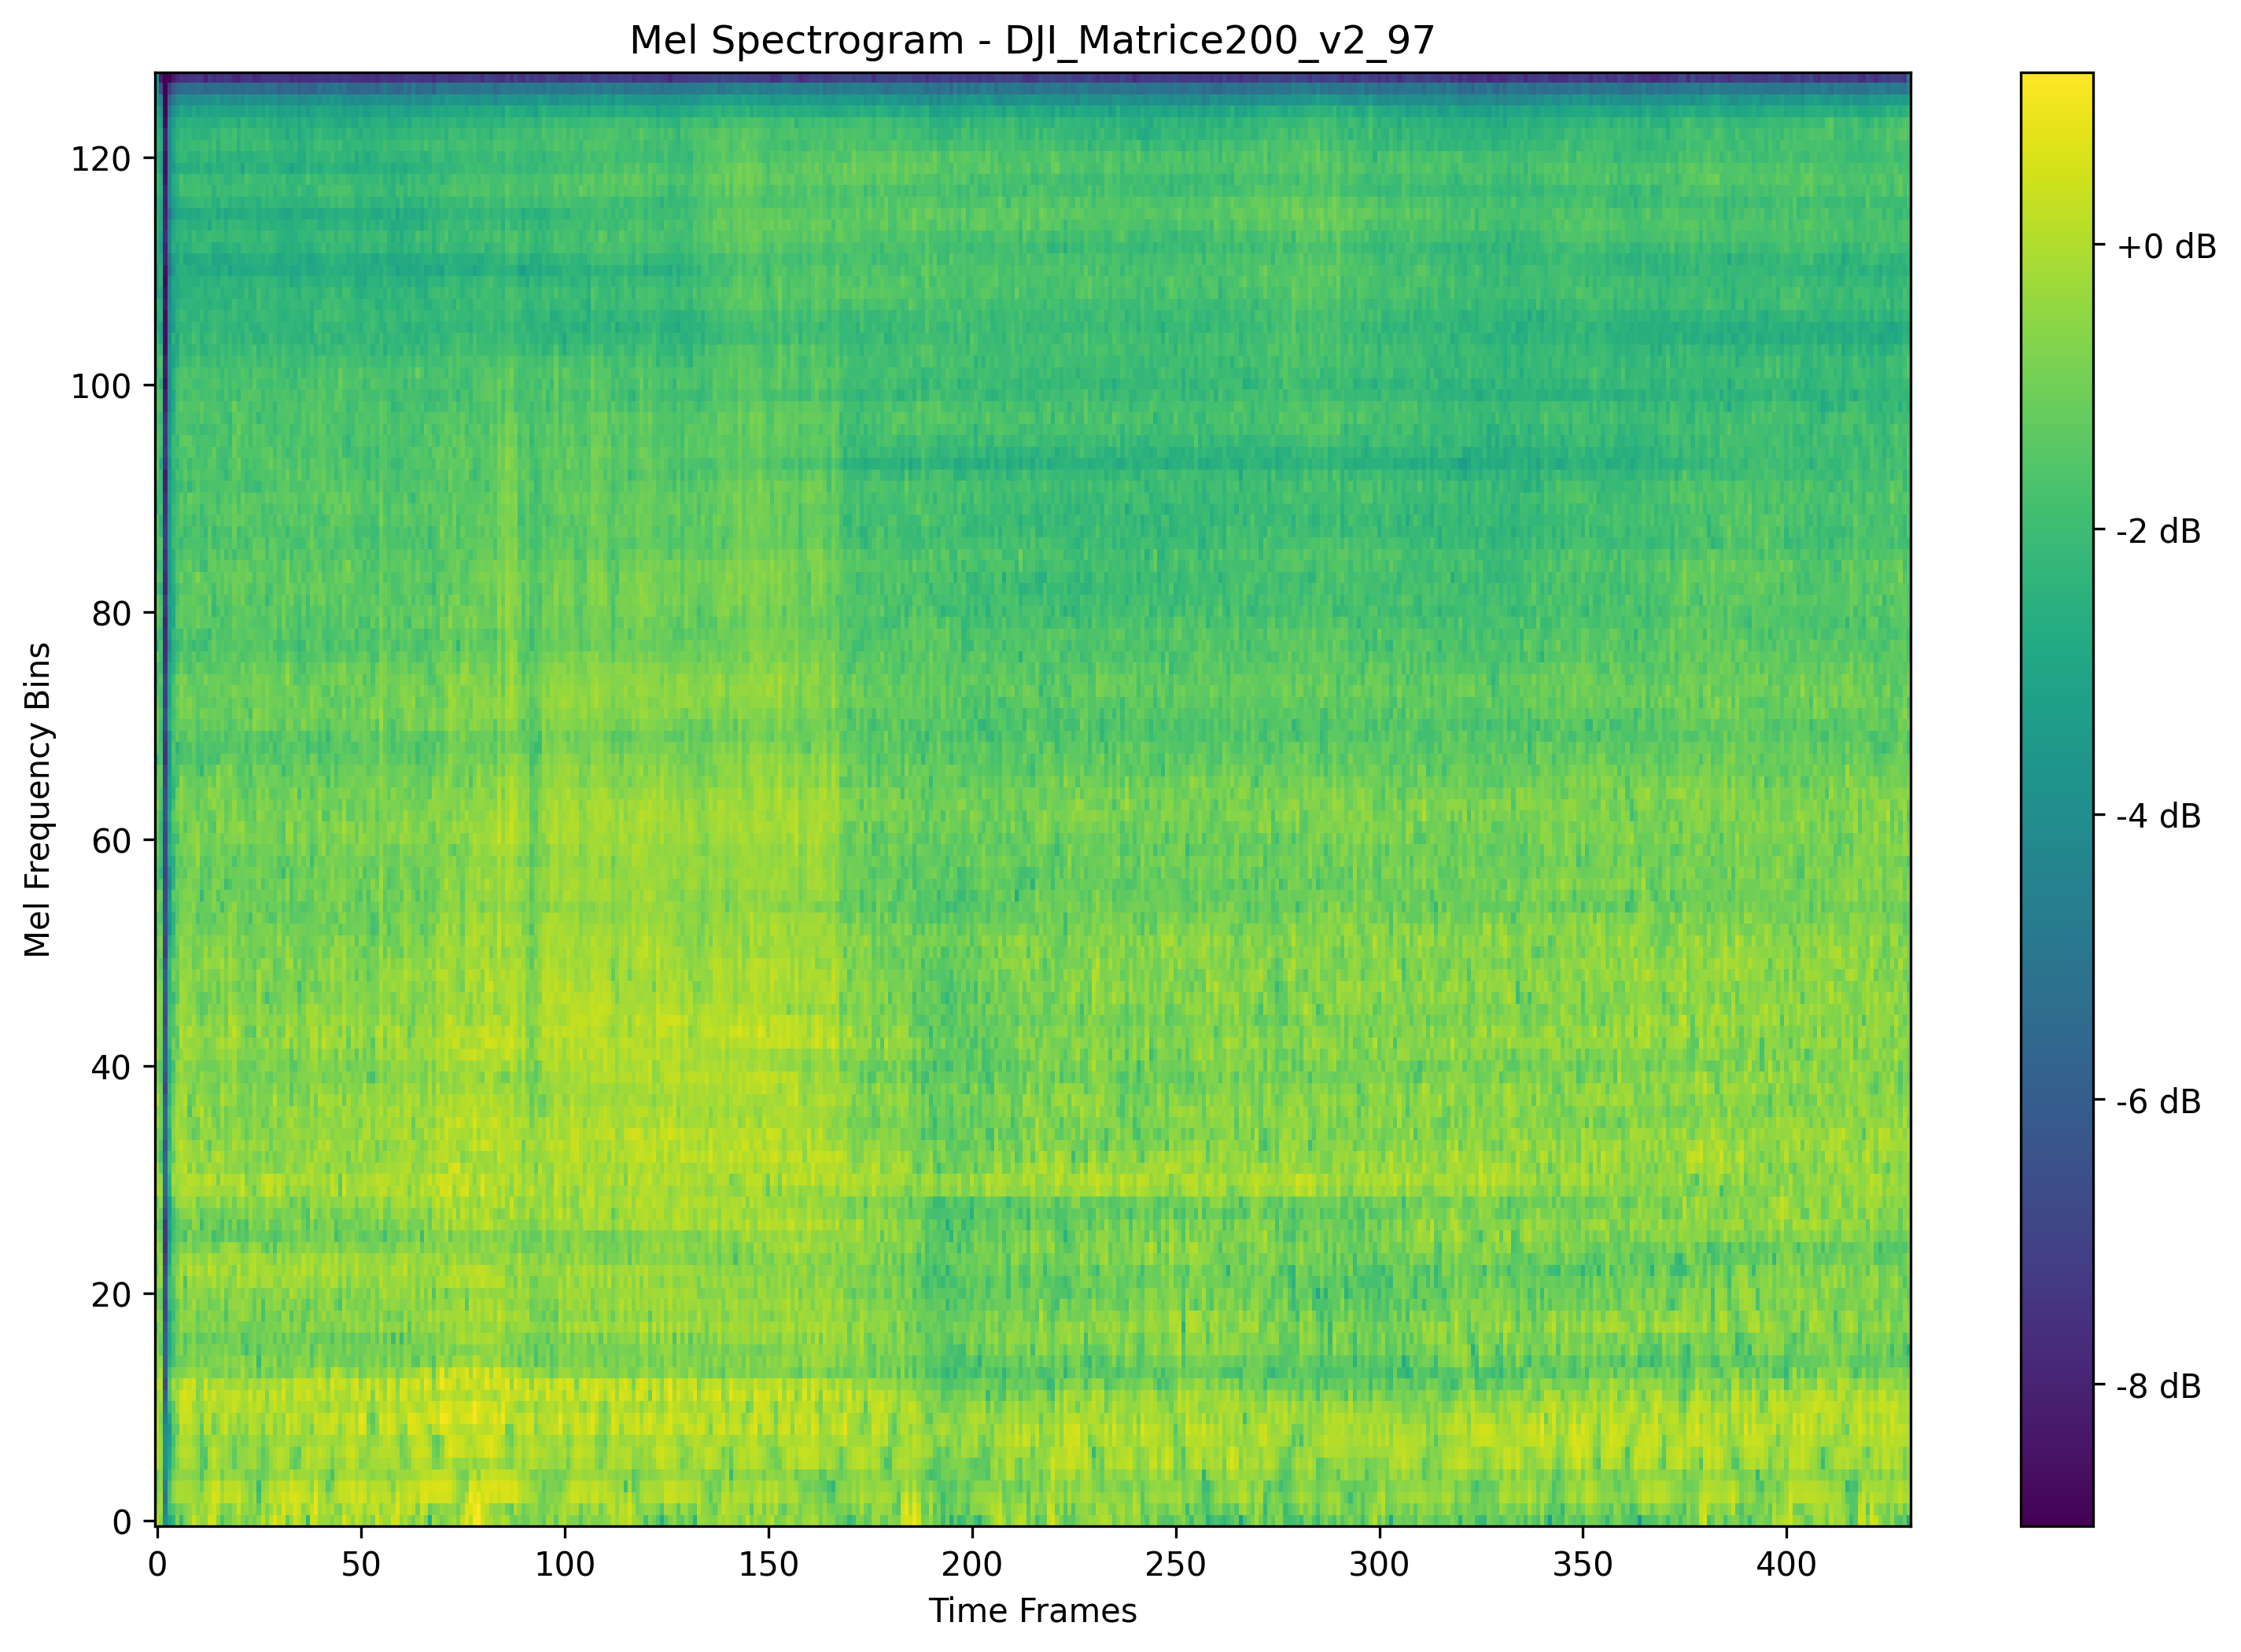 Mel Spectrogram - DJI_Matrice200_v2_97
Mel Frequency Bins
120
100
80
60
40
20
0
0 50 100 150 200 250 300 350 400
Time Frames
+0 dB
-2 dB
-4 dB
-6 dB
-8 dB